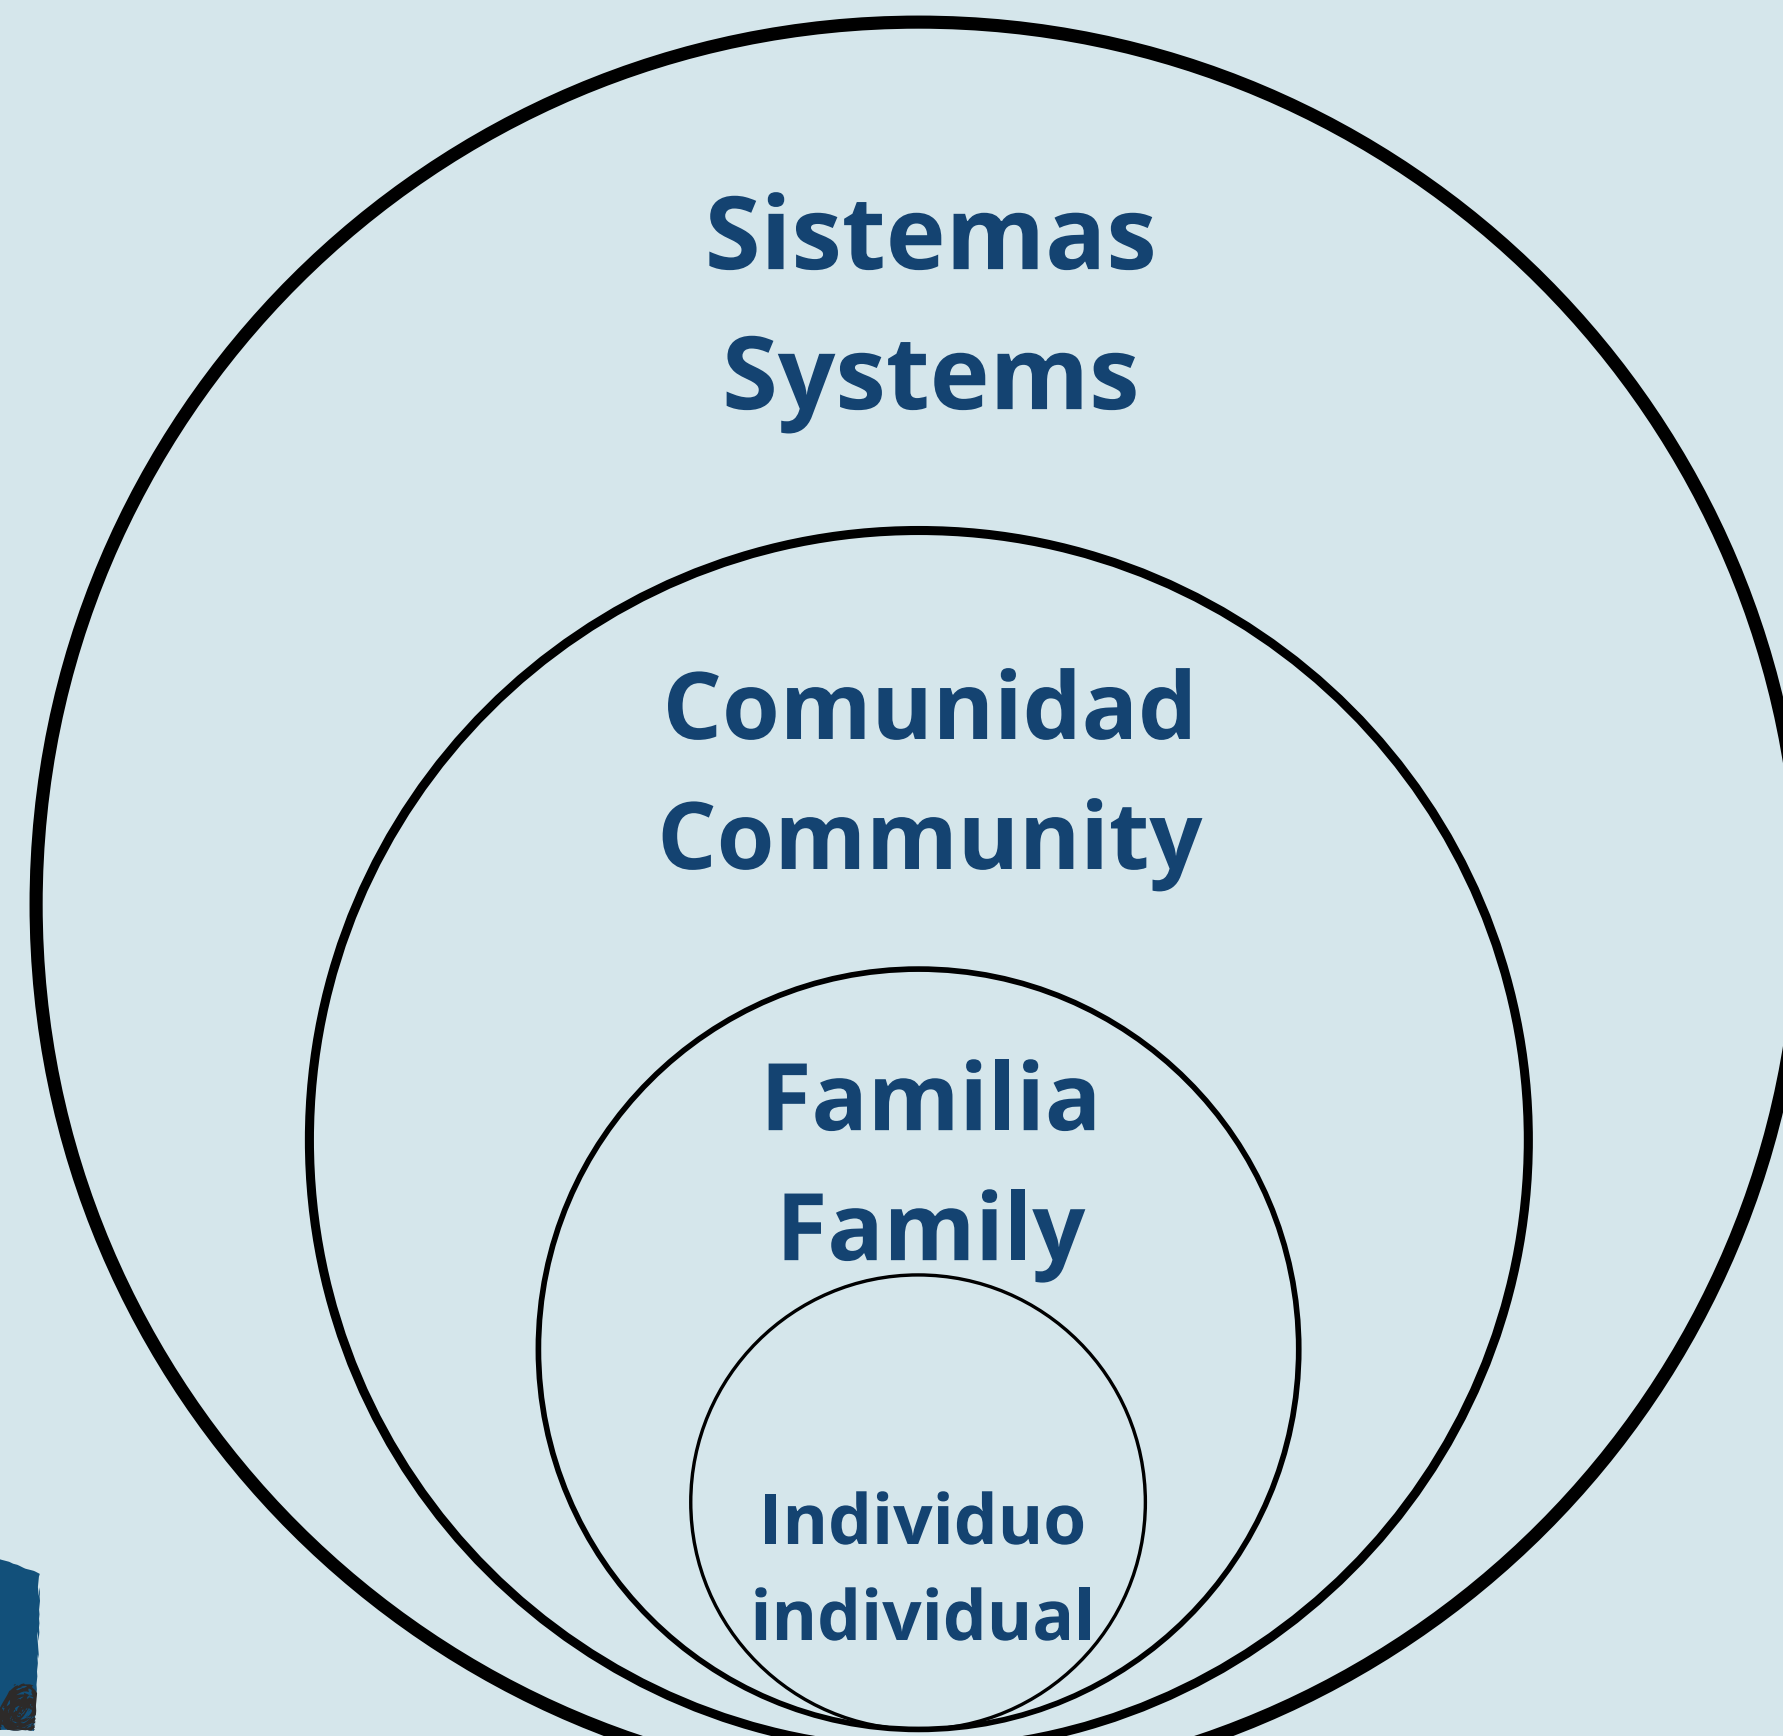 Sistemas
Systems
Comunidad
Community
Familia
Family
Individuo
individual